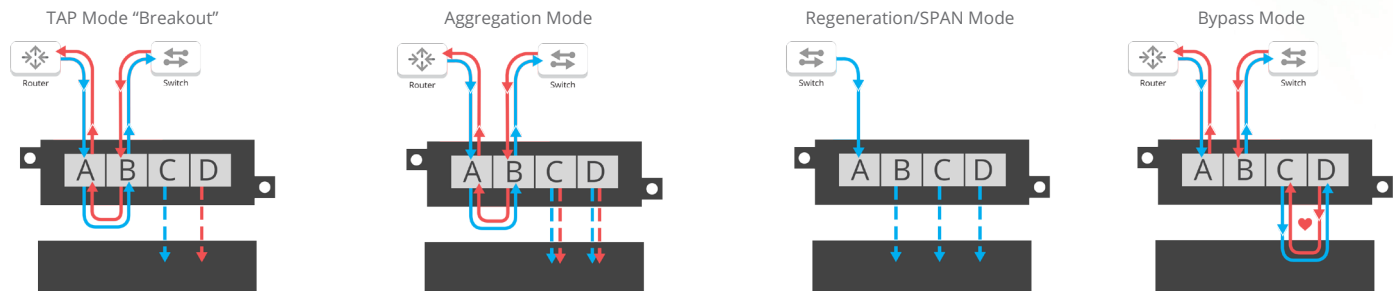 TAP Mode “Breakout”
Router
Switch
A B C D
Aggregation Mode
Router
Switch
A B C D
Regeneration/SPAN Mode
Switch
A B C D
Bypass Mode
Router
Switch
A B C D